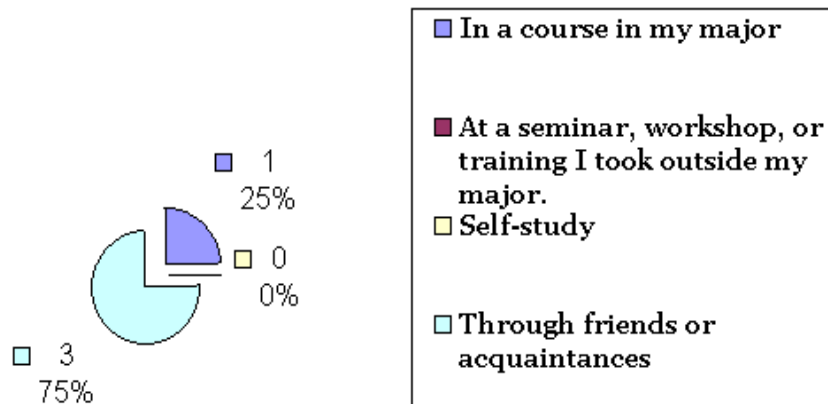 1
25%
0
0%
3
75%
In a course in my major
At a seminar, workshop, or
training I took outside my
major.
Self-study
Through friends or
acquaintances